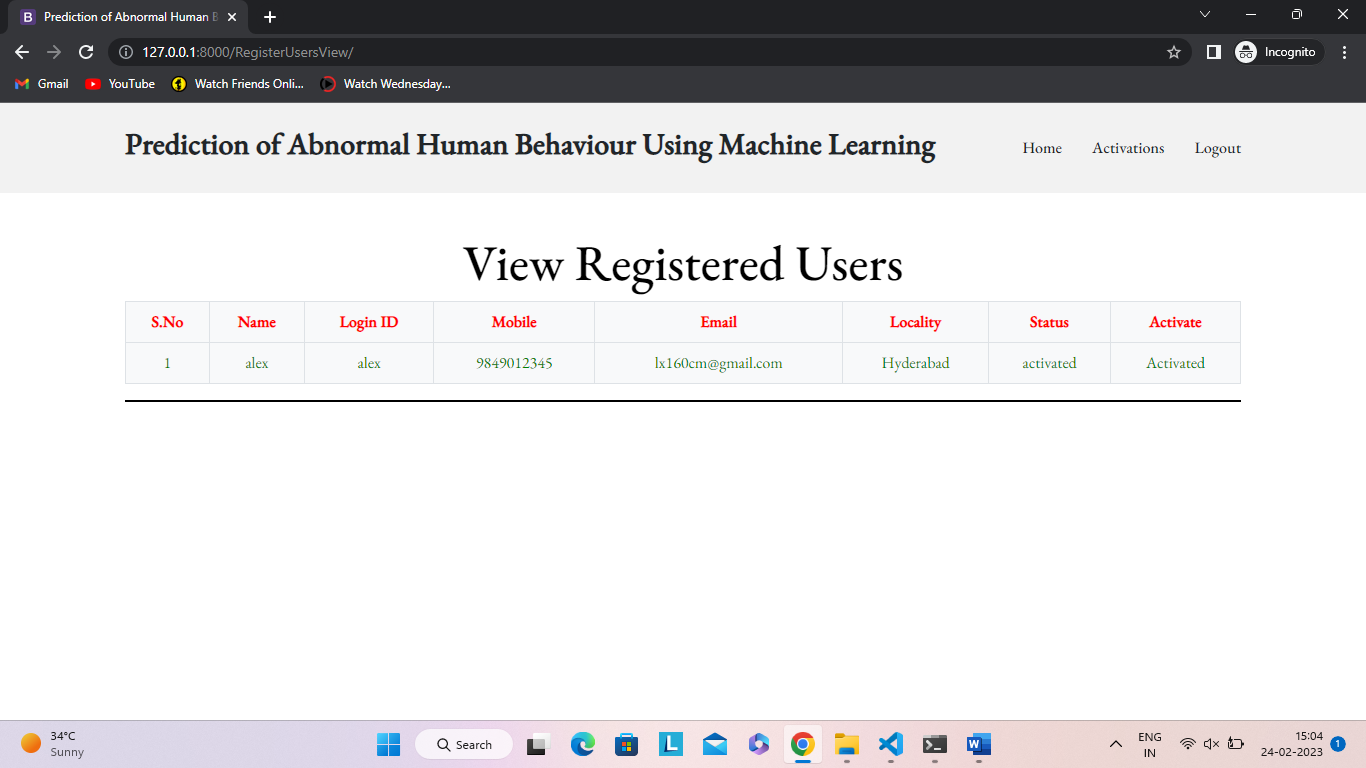 Prediction of Abnormal Human B
127.0.0.1:8000/RegisterUsersView/
Incognito
Gmail YouTube Watch Friends Onli... Watch Wednesday...
Prediction of Abnormal Human Behaviour Using Machine Learning
Home Activations Logout
View Registered Users
S.No Name Login ID Mobile Email Locality Status Activate
1 alex alex 9849012345 lx160cm@gmail.com Hyderabad activated Activated
34°C
Sunny
Search
ENG
IN
15:04
24-02-2023
1